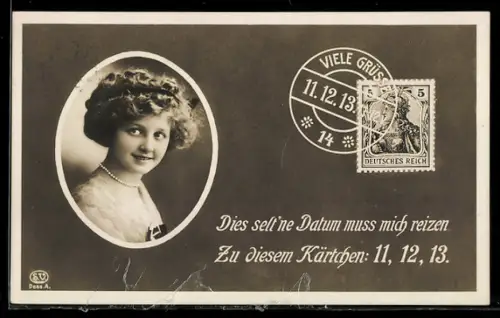 VIELE GRÜSSE
11.12.13.
14
5 5
DEUTSCHES REICH
Dies selt'ne Datum muss mich reizen
Zu diesem Kärtchen: 11, 12, 13.